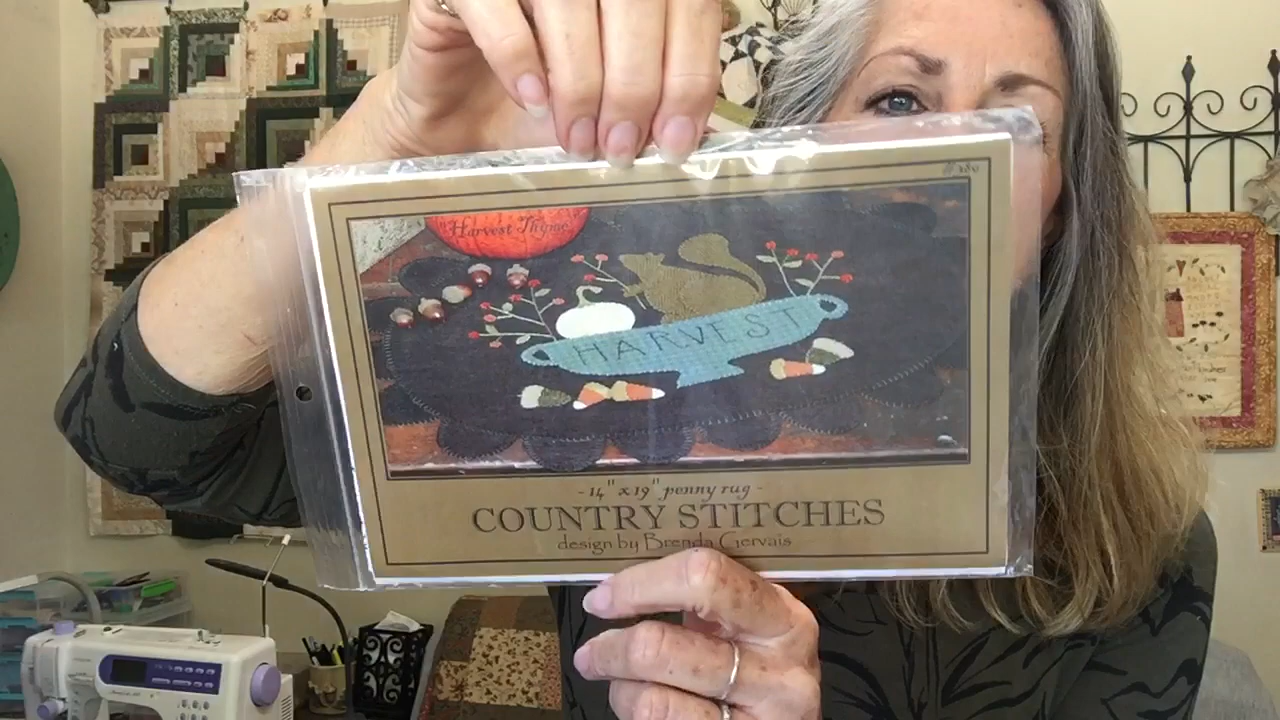 "Harvest Thyme"
HARVEST
- 14" x 19" penny rug -
COUNTRY STITCHES
design by Brenda Gervais